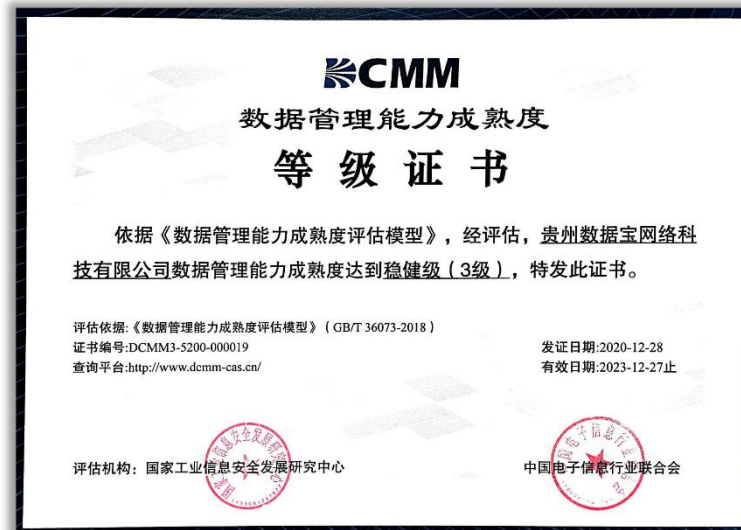 DCMM
数据管理能力成熟度
等级证书
依据《数据管理能力成熟度评估模型》，经评估，贵州数据宝网络科
技有限公司数据管理能力成熟度达到稳健级（3级），特发此证书。
评估依据:《数据管理能力成熟度评估模型》（GB/T 36073-2018）
证书编号:DCMM3-5200-000019
发证日期:2020-12-28
查询平台:http://www.dcmm-cas.cn/
有效日期:2023-12-27止
评估机构：国家工业信息安全发展研究中心
中国电子信息行业联合会